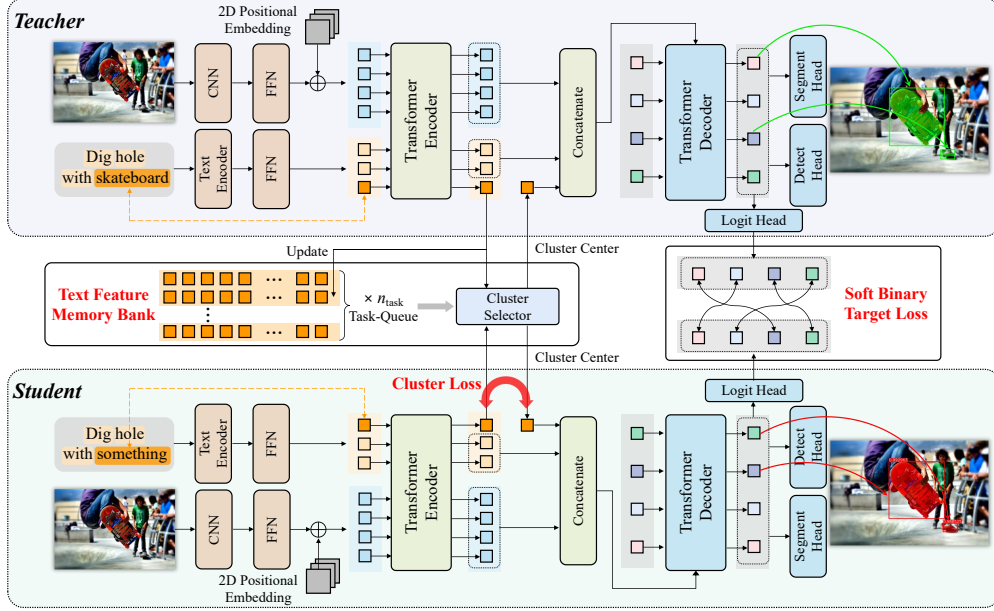 Teacher
2D Positional
Embedding
CNN
FFN
Transformer
Encoder
Concatenate
Transformer
Decoder
Segment
Head
Detect
Head
Dig hole
with skateboard
Text
Encoder
FFN
Logit Head
Update
Cluster Center
Text Feature
Memory Bank
... 
...
⋮
...
× n_task
Task-Queue
Cluster
Selector
Soft Binary
Target Loss
Cluster Center
Student
Cluster Loss
Logit Head
Dig hole
with something
Text
Encoder
FFN
Transformer
Encoder
Concatenate
Transformer
Decoder
Detect
Head
Segment
Head
CNN
FFN
2D Positional
Embedding